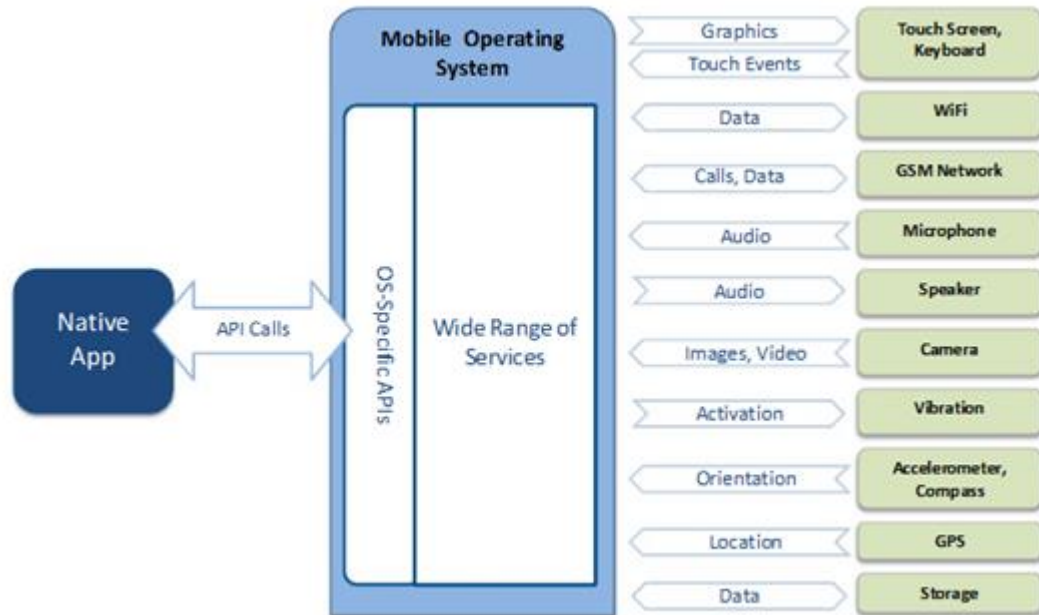 Mobile Operating
System
Native
App
API Calls
OS-Specific APIs
Wide Range of
Services
Graphics
Touch Events
Touch Screen,
Keyboard
Data
WiFi
Calls, Data
GSM Network
Audio
Microphone
Audio
Speaker
Images, Video
Camera
Activation
Vibration
Orientation
Accelerometer,
Compass
Location
GPS
Data
Storage